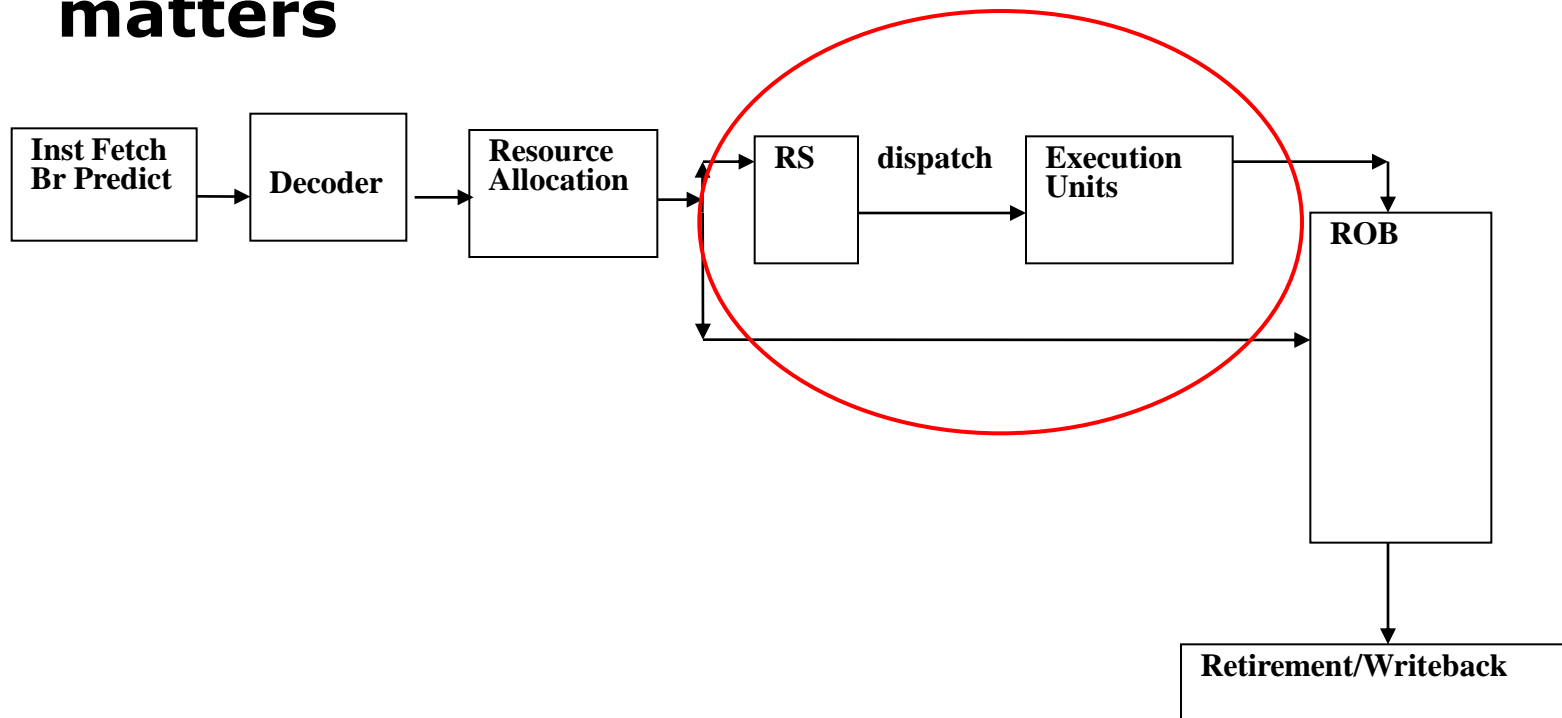 matters
Inst Fetch
Br Predict
Decoder
Resource
Allocation
RS
dispatch
Execution
Units
ROB
Retirement/Writeback